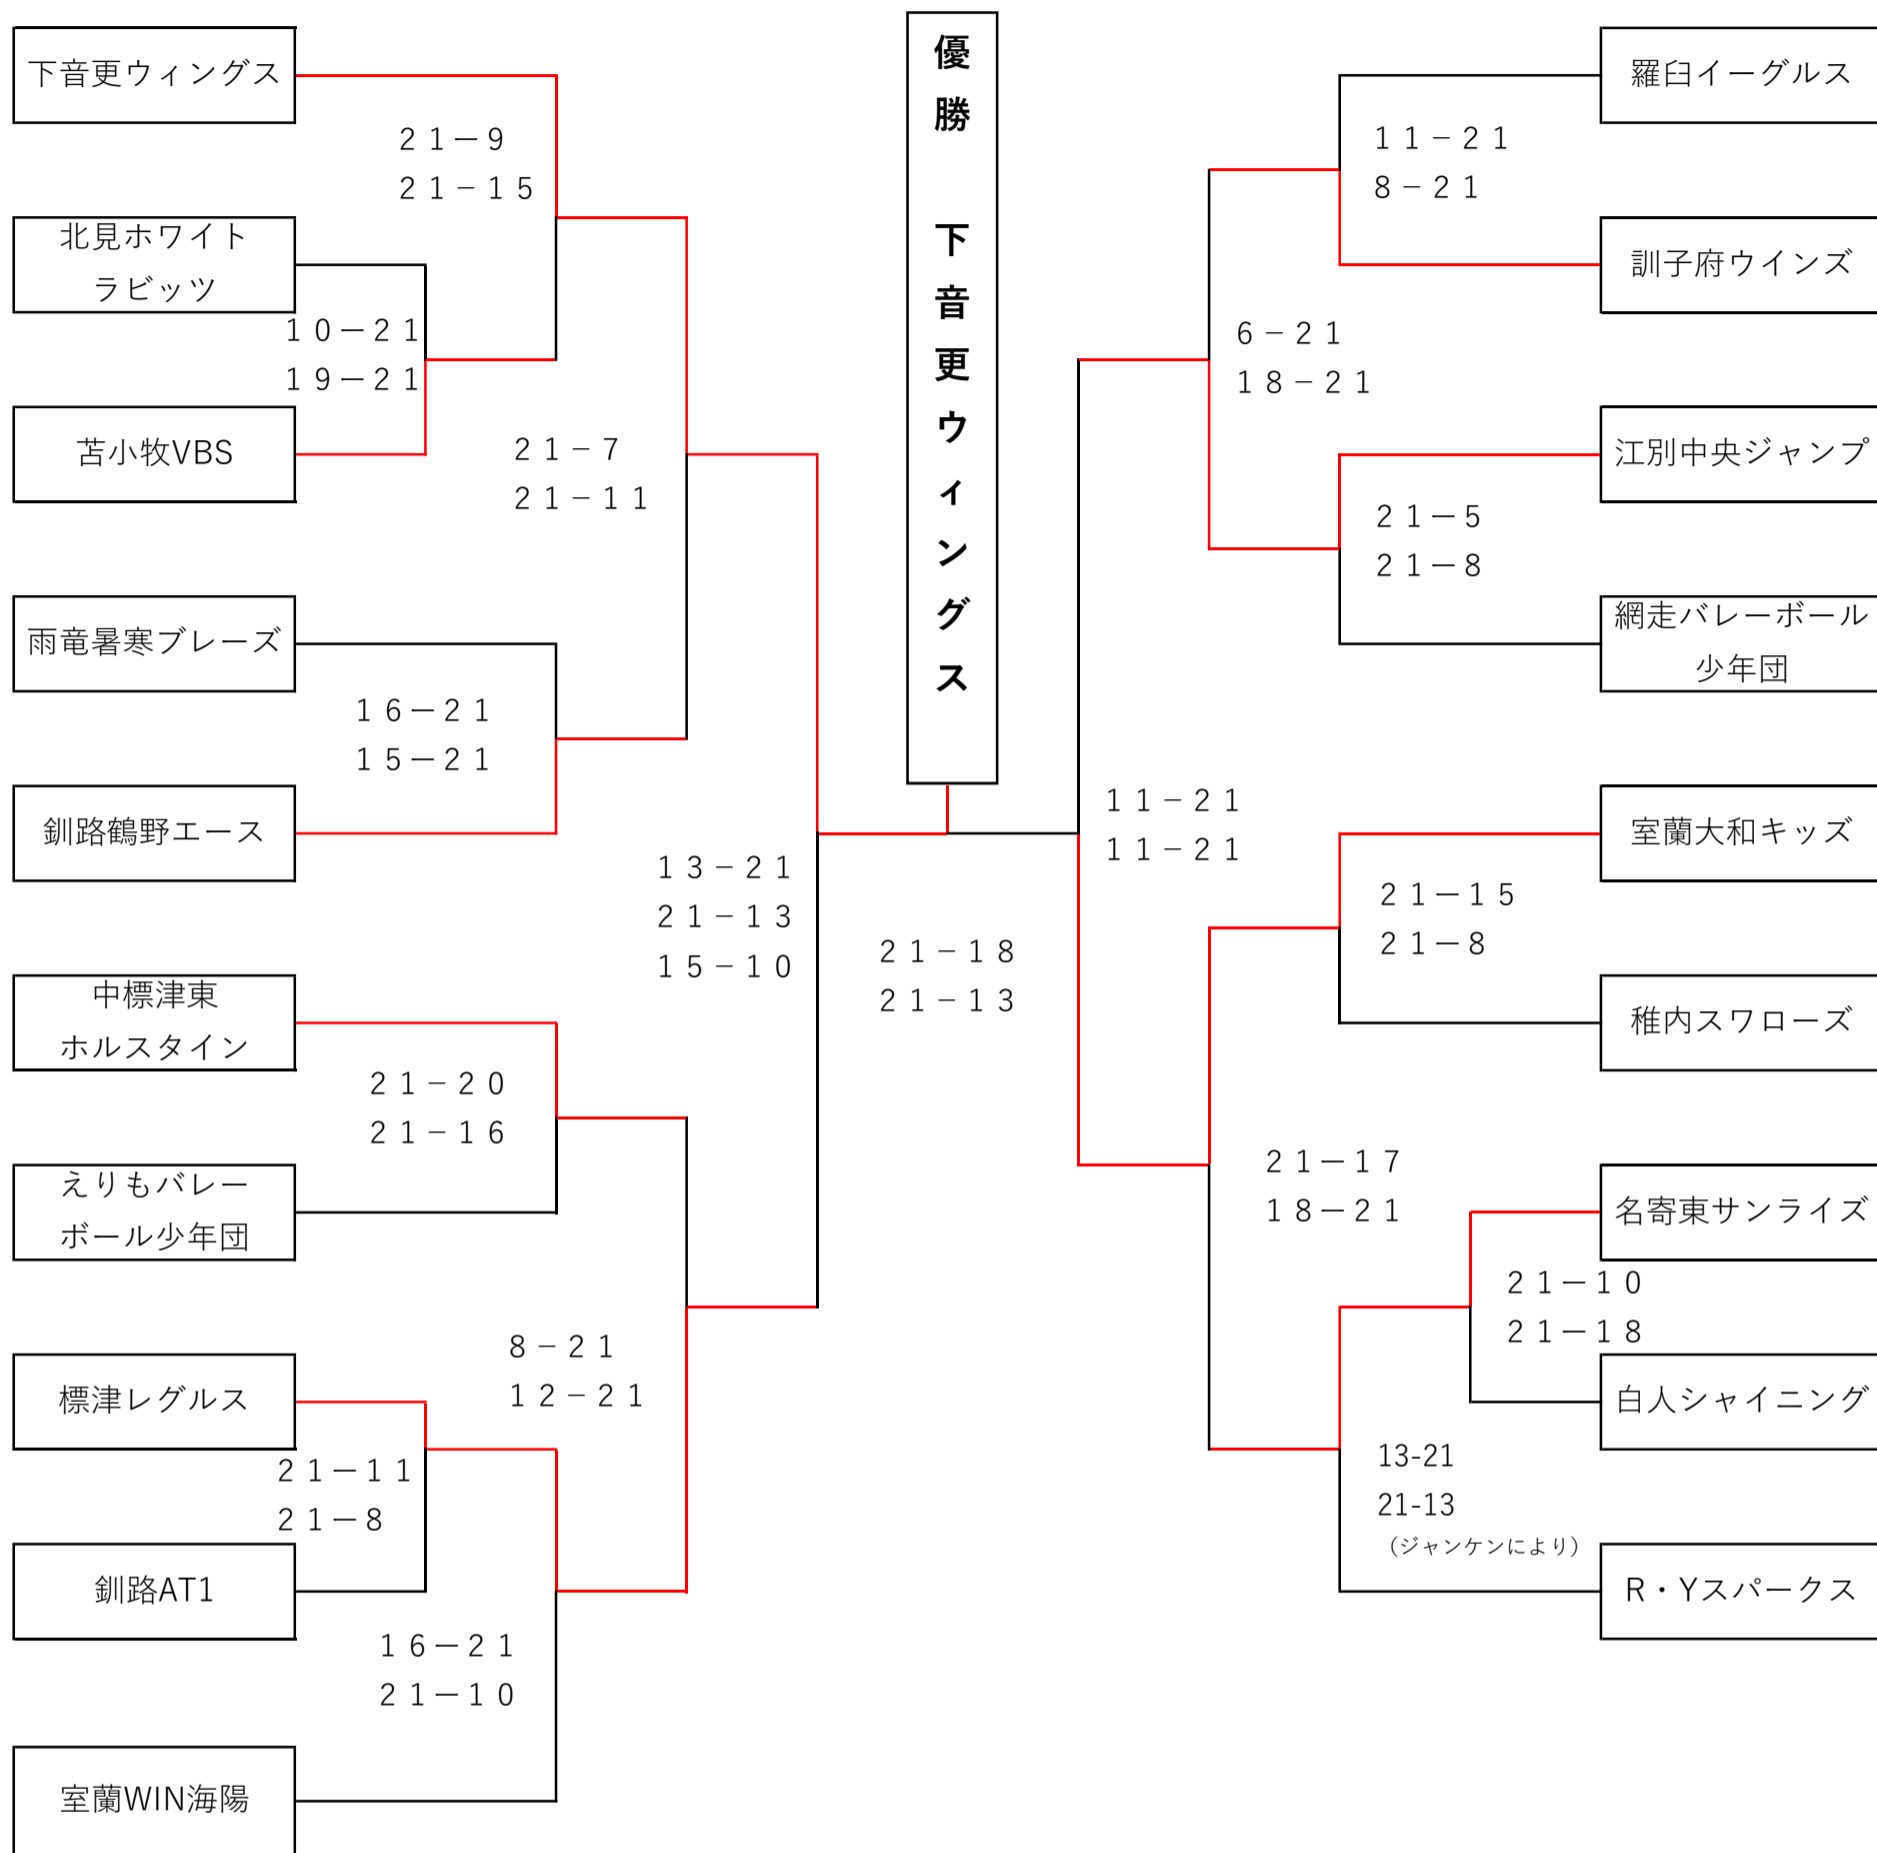 下音更ウィングス
21－9
21－15
北見ホワイト
ラビッツ
10－21
19－21
苫小牧VBS
21－7
21－11
雨竜暑寒ブレーズ
16－21
15－21
釧路鶴野エース
13－21
21－13
15－10
中標津東
ホルスタイン
21－20
21－16
えりもバレー
ボール少年団
8－21
12－21
標津レグルス
21－11
21－8
釧路AT1
16－21
21－10
室蘭WIN海陽
優勝　下音更ウィングス
21－18
21－13
羅臼イーグルス
11－21
8－21
訓子府ウインズ
6－21
18－21
江別中央ジャンプ
21－5
21－8
網走バレーボール
少年団
11－21
11－21
室蘭大和キッズ
21－15
21－8
稚内スワローズ
21－17
18－21
名寄東サンライズ
21－10
21－18
白人シャイニング
13-21
21-13
（ジャンケンにより）
R・Yスパークス